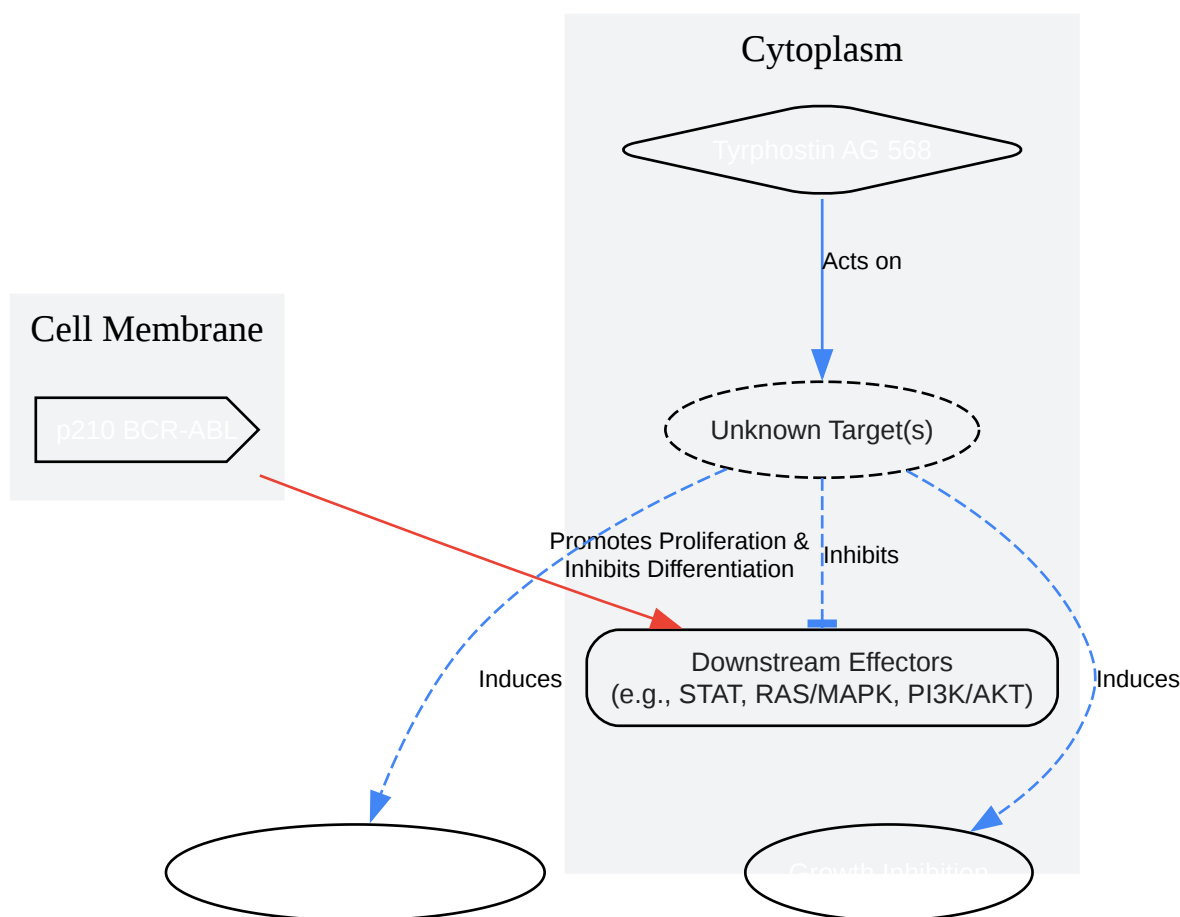 Cytoplasm
Tyrphostin AG 568
Acts on
Cell Membrane
p210 BCR-ABL
Unknown Target(s)
Promotes Proliferation &
Inhibits Differentiation
Inhibits
Induces
Downstream Effectors
(e.g., STAT, RAS/MAPK, PI3K/AKT)
Induces
Growth Inhibition